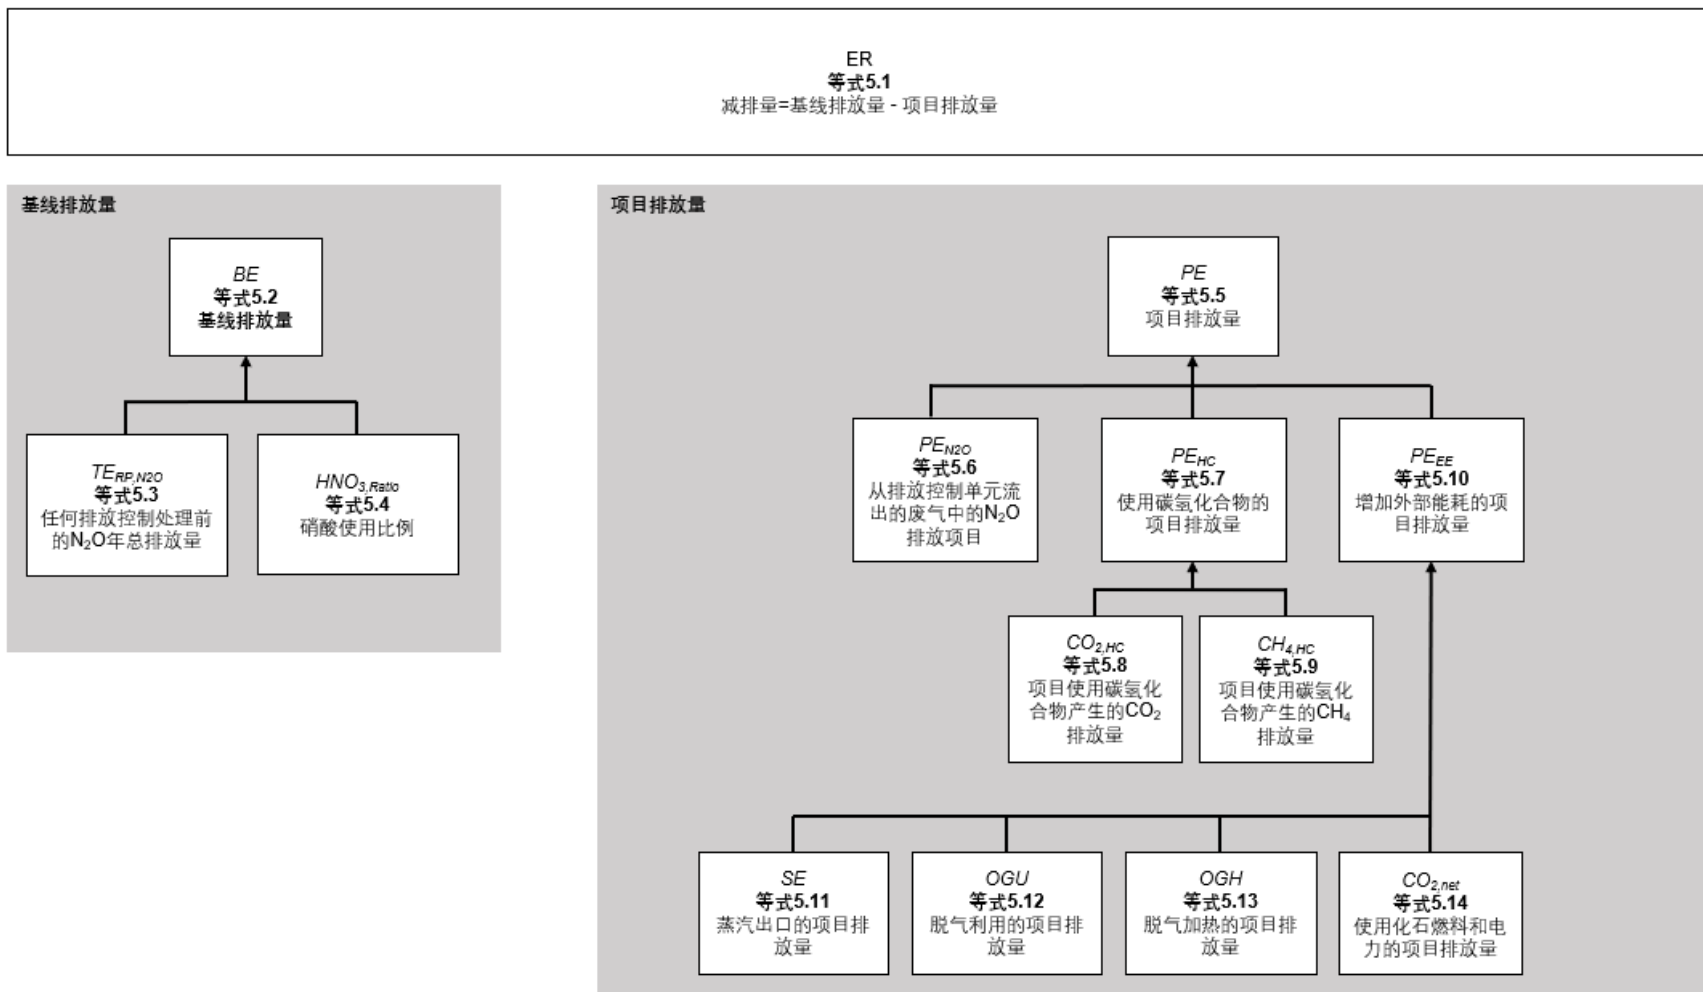 ER
等式5.1
减排量=基线排放量 - 项目排放量
基线排放量
BE
等式5.2
基线排放量
TE_RP,N2O
等式5.3
任何排放控制处理前
的N₂O年总排放量
HNO_3,Ratio
等式5.4
硝酸使用比例
项目排放量
PE
等式5.5
项目排放量
PE_N2O
等式5.6
从排放控制单元流
出的废气中的N₂O
排放项目
PE_HC
等式5.7
使用碳氢化合物的
项目排放量
PE_EE
等式5.10
增加外部能耗的项
目排放量
CO_2,HC
等式5.8
项目使用碳氢化
合物产生的CO₂
排放量
CH_4,HC
等式5.9
项目使用碳氢化
合物产生的CH₄
排放量
SE
等式5.11
蒸汽出口的项目排
放量
OGU
等式5.12
脱气利用的项目排
放量
OGH
等式5.13
脱气加热的项目排
放量
CO_2,net
等式5.14
使用化石燃料和电
力的项目排放量